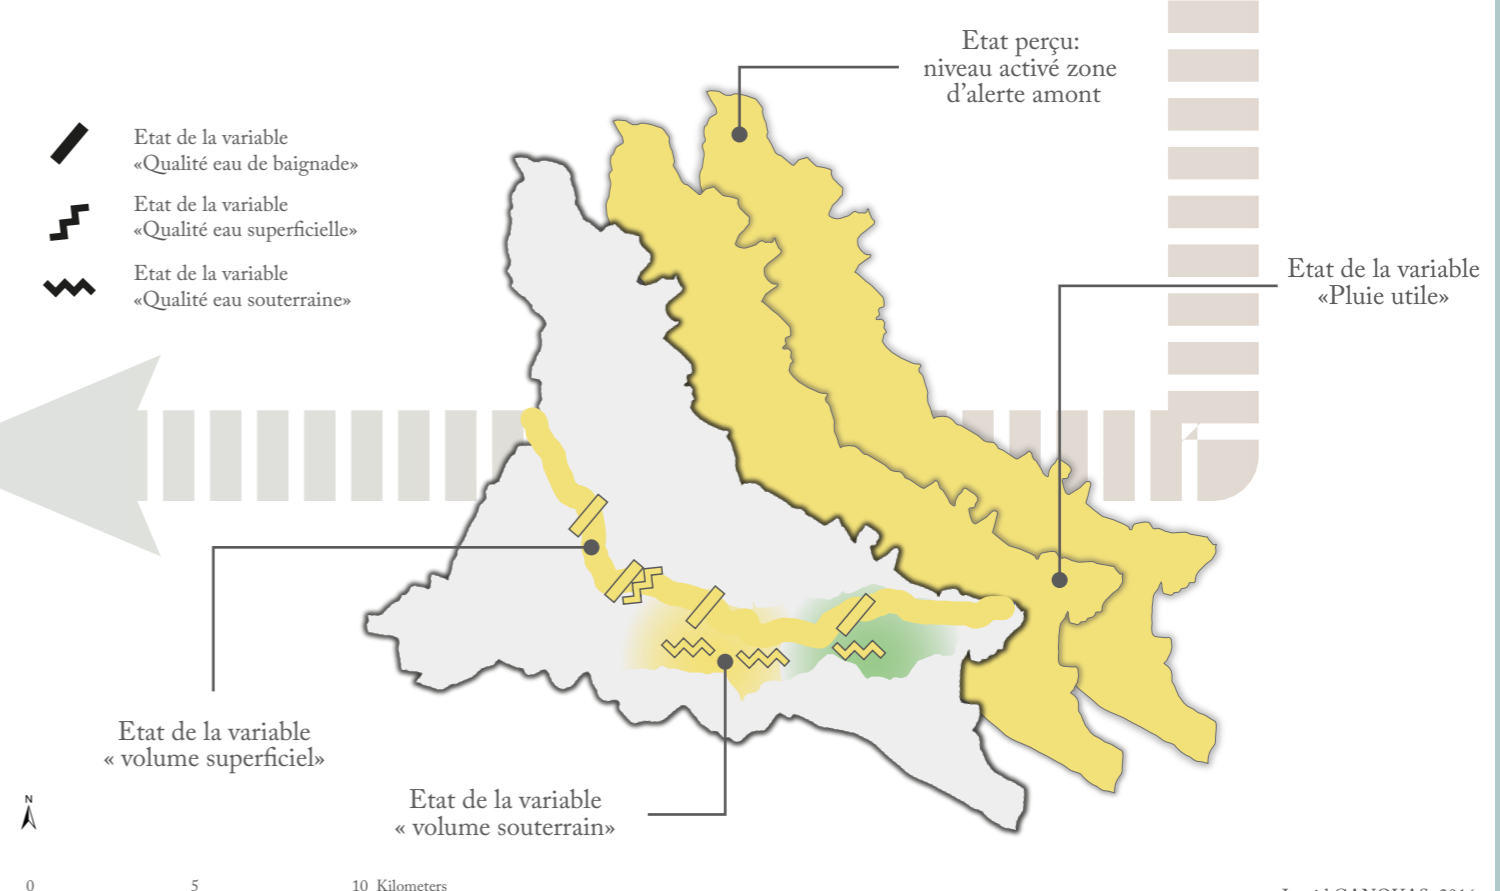 Etat perçu:
niveau activé zone
d'alerte amont
Etat de la variable
«Qualité eau de baignade»
Etat de la variable
«Qualité eau superficielle»
Etat de la variable
«Qualité eau souterraine»
Etat de la variable
«Pluie utile»
Etat de la variable
« volume superficiel»
Etat de la variable
« volume souterrain»
N
0 5 10 Kilometers